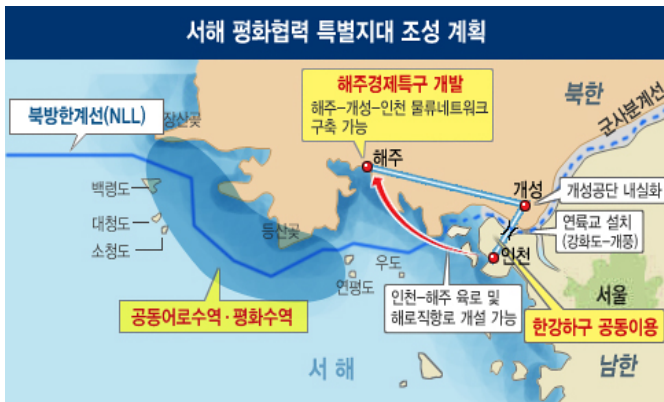 서해 평화협력 특별지대 조성 계획
해주경제특구 개발
해주-개성-인천 물류네트워크
구축 가능
북한
군사분계선
북방한계선(NLL)
장산곶
해주
백령도
개성
개성공단 내실화
대청도
연륙교 설치
(강화도-개풍)
소청도
등산곶
인천
우도
연평도
인천-해주 육로 및
해로직항로 개설 가능
서울
공동어로수역·평화수역
한강하구 공동이용
서해
남한